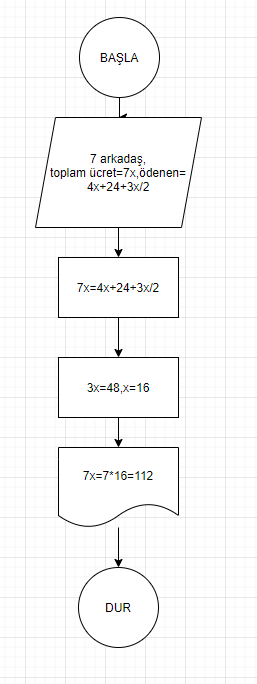 BAŞLA
7 arkadaş,
toplam ücret=7x,ödenen=
4x+24+3x/2
7x=4x+24+3x/2
3x=48,x=16
7x=7*16=112
DUR